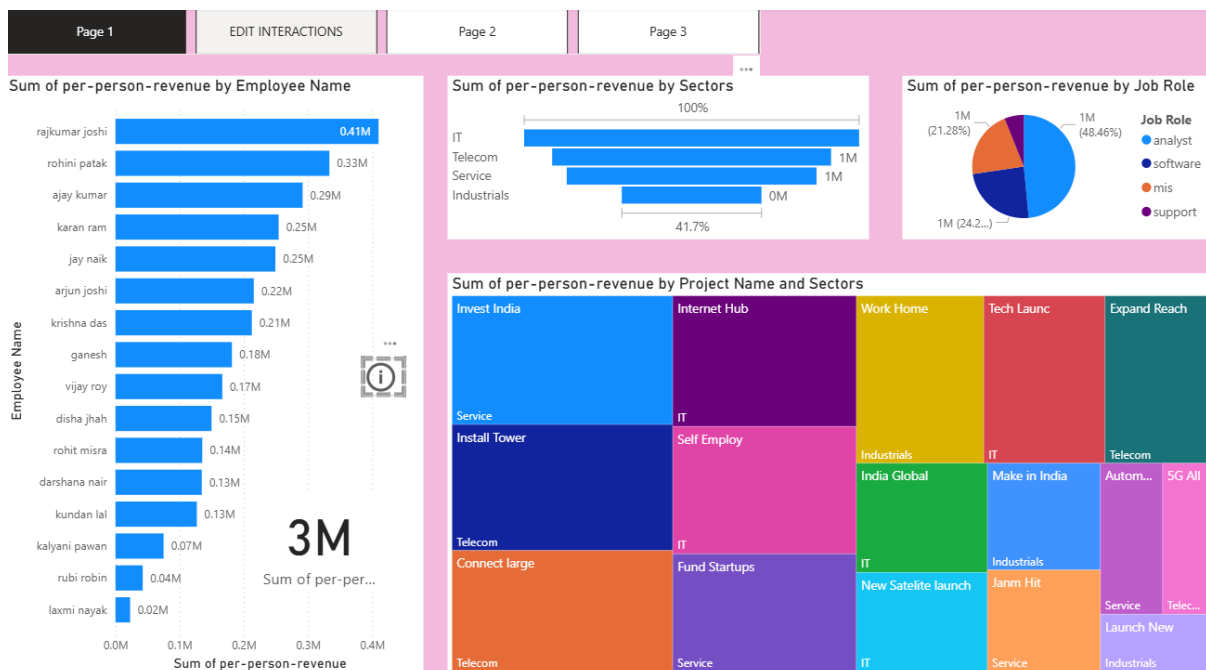 Page 1
EDIT INTERACTIONS
Page 2
Page 3
Sum of per-person-revenue by Employee Name
Employee Name
rajkumar joshi
0.41M
rohini patak
0.33M
ajay kumar
0.29M
karan ram
0.25M
jay naik
0.25M
arjun joshi
0.22M
krishna das
0.21M
ganesh
0.18M
vijay roy
0.17M
disha jhah
0.15M
rohit misra
0.14M
darshana nair
0.13M
kundan lal
0.13M
kalyani pawan
0.07M
rubi robin
0.04M
laxmi nayak
0.02M
0.0M 0.1M 0.2M 0.3M 0.4M
Sum of per-person-revenue
3M
Sum of per-per...
Sum of per-person-revenue by Sectors
100%
IT
Telecom
1M
Service
1M
Industrials
0M
41.7%
Sum of per-person-revenue by Job Role
1M
(21.28%)
1M
(48.46%)
1M (24.2...)
Job Role
analyst
software
mis
support
Sum of per-person-revenue by Project Name and Sectors
Invest India
Service
Install Tower
Telecom
Connect large
Telecom
Internet Hub
IT
Self Employ
IT
Fund Startups
Service
Work Home
Industrials
Tech Launc
IT
Expand Reach
Telecom
India Global
IT
New Satelite launch
IT
Make in India
Industrials
Janm Hit
Service
Autom...
Service
5G All
Telec...
Launch New
Industrials